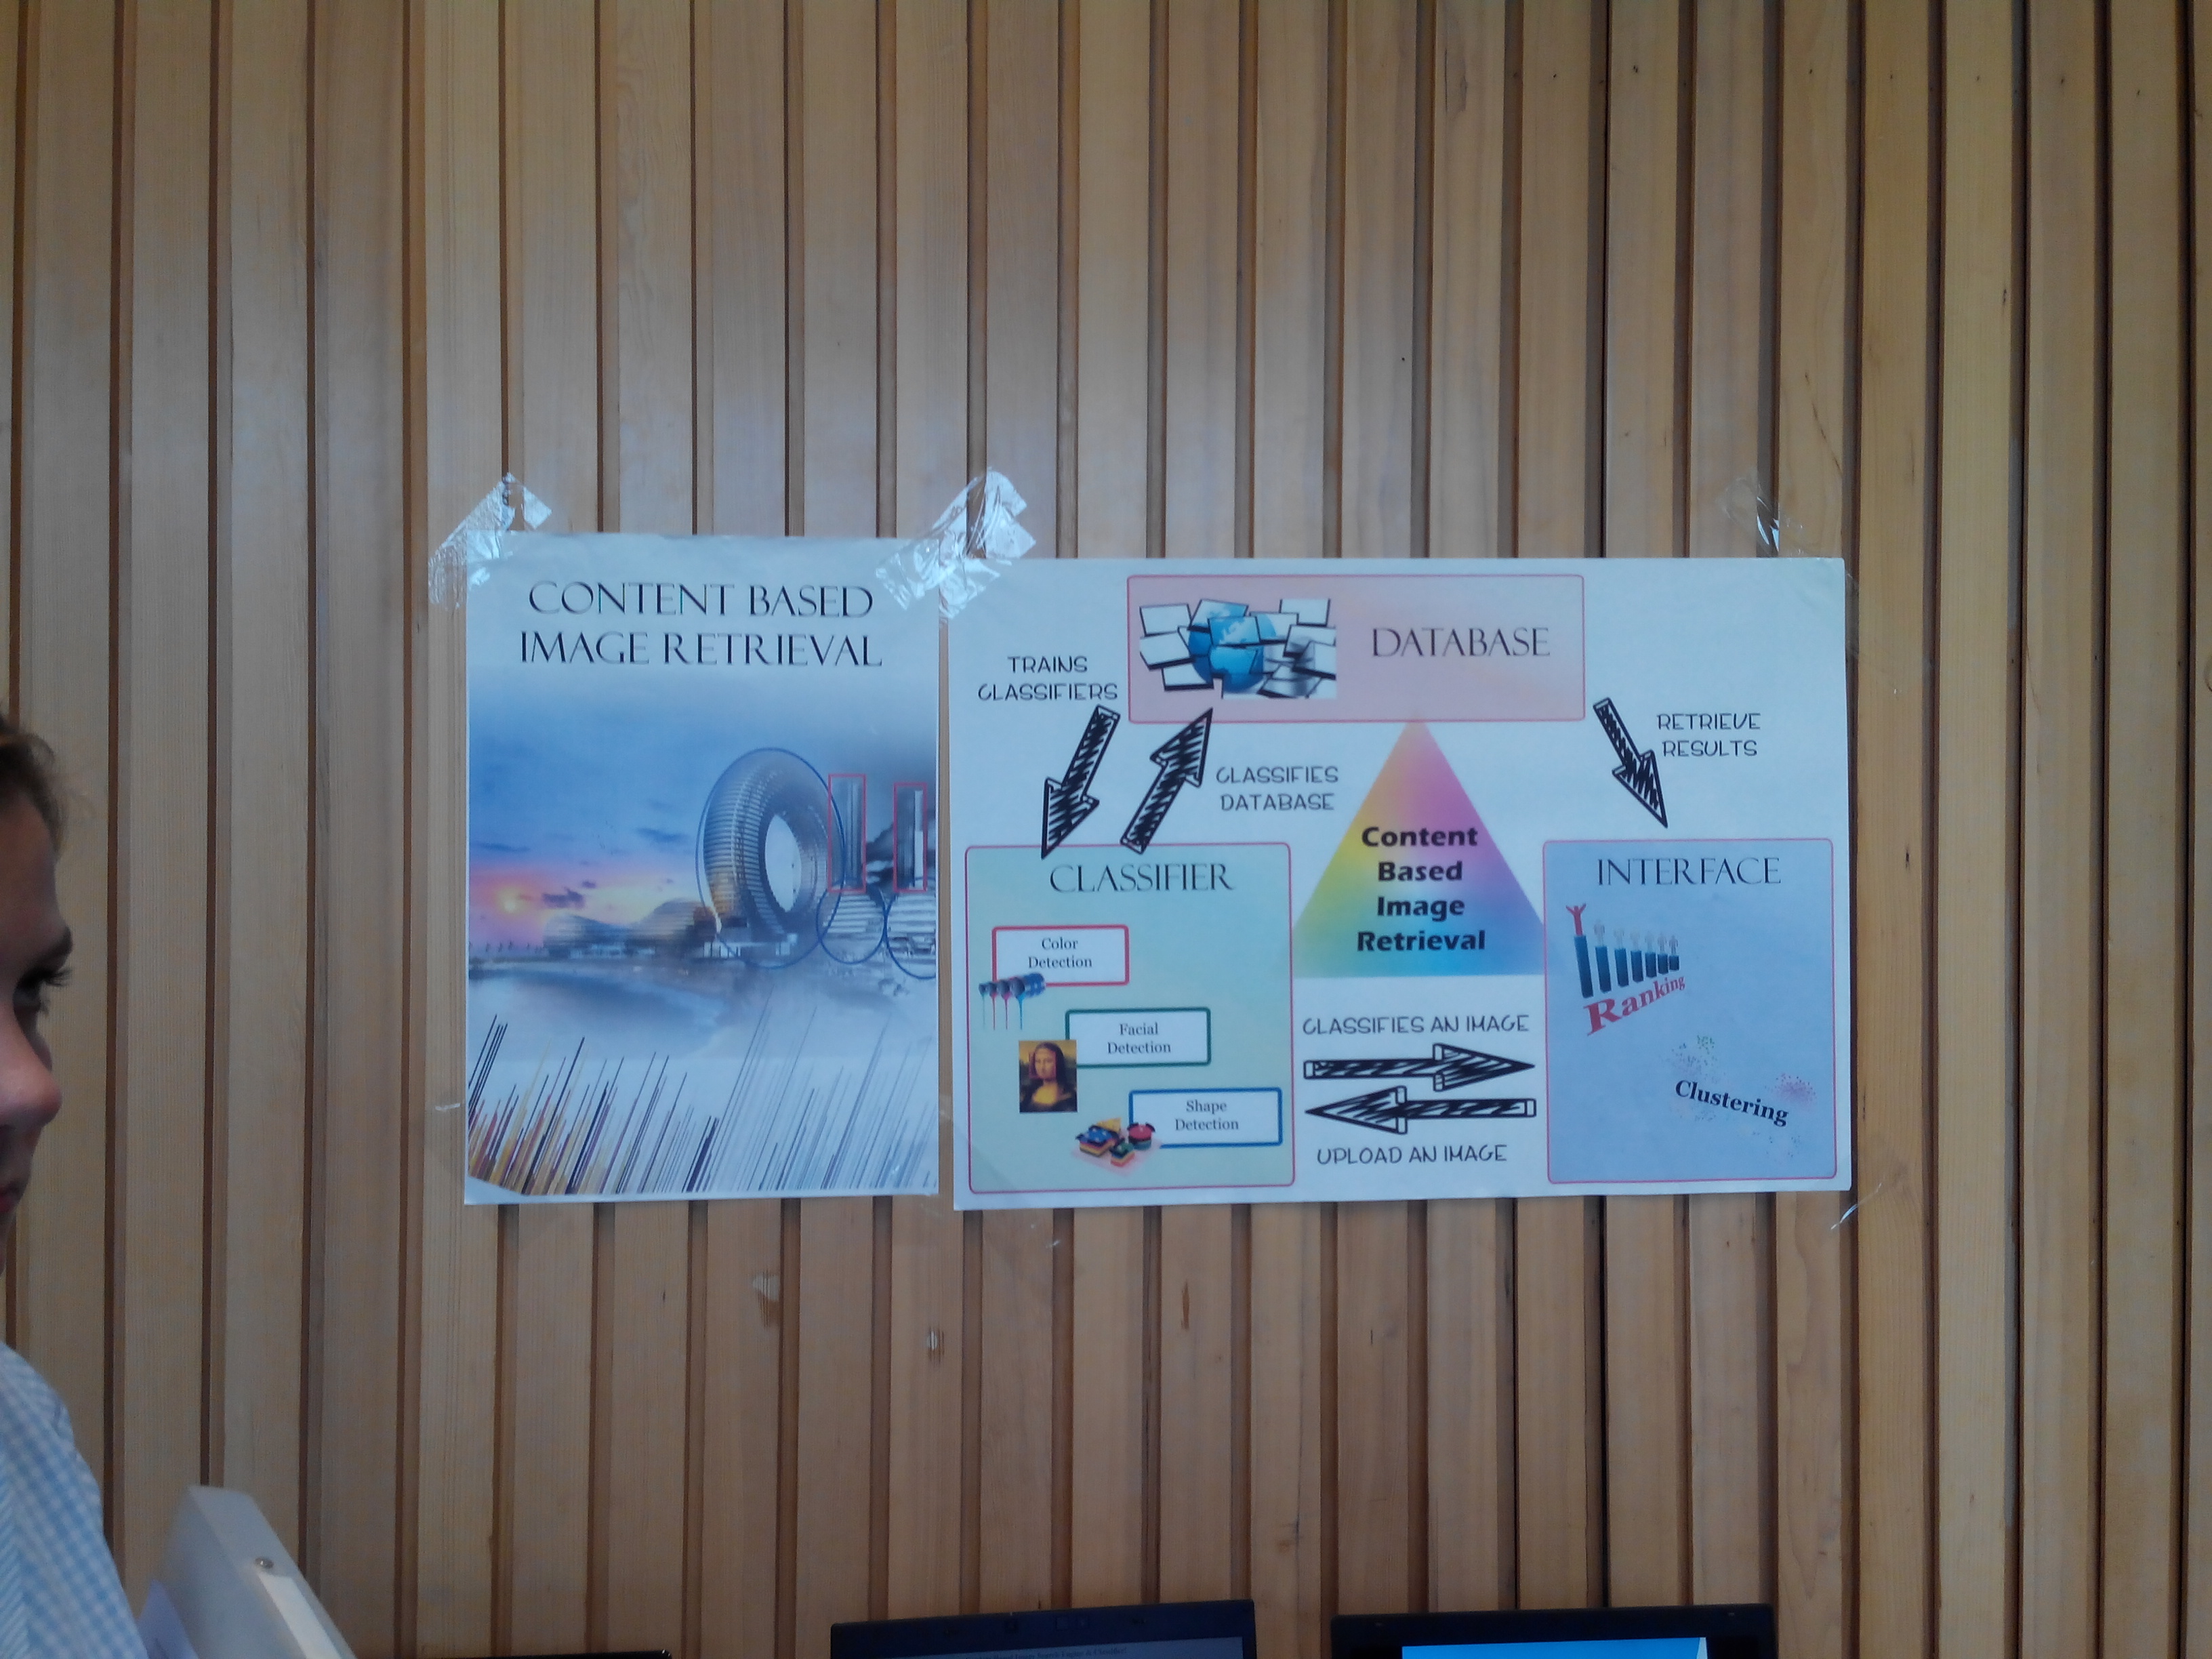 CONTENT BASED
IMAGE RETRIEVAL
DATABASE
TRAINS
CLASSIFIERS
RETRIEVE
RESULTS
CLASSIFIES
DATABASE
Content
Based
Image
Retrieval
CLASSIFIER
Color
Detection
Facial
Detection
Shape
Detection
INTERFACE
Ranking
Clustering
CLASSIFIES AN IMAGE
UPLOAD AN IMAGE